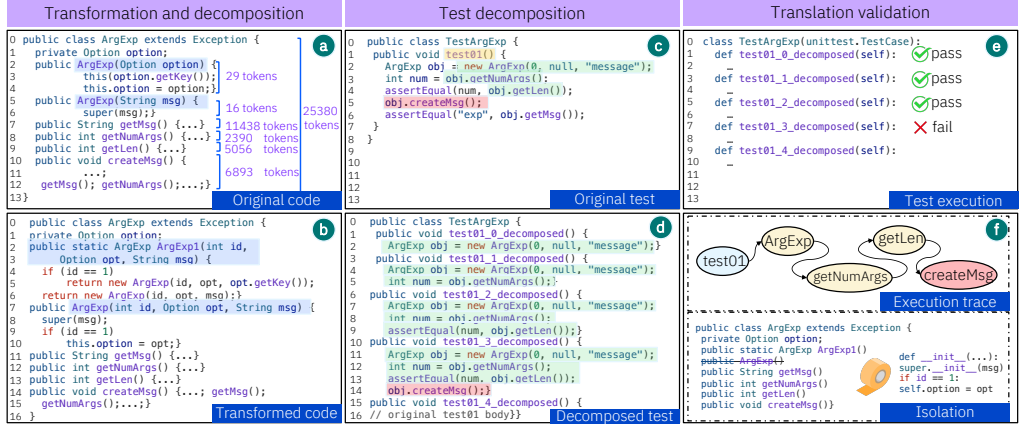 Transformation and decomposition
Test decomposition
Translation validation
a
0 public class ArgExp extends Exception {
1 private Option option;
2 public ArgExp(Option option) {
3 this(option.getKey());
4 this.option = option;}
5 public ArgExp(String msg) {
6 super(msg);}
7 public String getMsg() {...}
8 public int getNumArgs() {...}
9 public int getLen() {...}
10 public void createMsg() {
11 ...;
12 getMsg(); getNumArgs();...;}
13 }
29 tokens
16 tokens
11438 tokens
2390 tokens
5056 tokens
6893 tokens
25380 tokens
Original code
b
0 public class ArgExp extends Exception {
1 private Option option;
2 public static ArgExp ArgExp1(int id,
3 Option opt, String msg) {
4 if (id == 1)
5 return new ArgExp(id, opt, opt.getKey());
6 return new ArgExp(id, opt, msg);}
7 public ArgExp(int id, Option opt, String msg) {
8 super(msg);
9 if (id == 1)
10 this.option = opt;}
11 public String getMsg() {...}
12 public int getNumArgs() {...}
13 public int getLen() {...}
14 public void createMsg() {...; getMsg();
15 getNumArgs();...;}
16 }
Transformed code
c
0 public class TestArgExp {
1 public void test01() {
2 ArgExp obj = new ArgExp(0, null, "message");
3 int num = obj.getNumArgs():
4 assertEqual(num, obj.getLen());
5 obj.createMsg();
6 assertEqual("exp", obj.getMsg());
7 }
8 }
9
10
11
12
13
Original test
d
0 public class TestArgExp {
1 public void test01_0_decomposed() {
2 ArgExp obj = new ArgExp(0, null, "message");}
3 public void test01_1_decomposed() {
4 ArgExp obj = new ArgExp(0, null, "message");
5 int num = obj.getNumArgs();}
6 public void test01_2_decomposed() {
7 ArgExp obj = new ArgExp(0, null, "message");
8 int num = obj.getNumArgs();
9 assertEqual(num, obj.getLen());}
10 public void test01_3_decomposed() {
11 ArgExp obj = new ArgExp(0, null, "message");
12 int num = obj.getNumArgs();
13 assertEqual(num, obj.getLen());
14 obj.createMsg();}
15 public void test01_4_decomposed() {
16 // original test01 body}}
Decomposed test
e
0 class TestArgExp(unittest.TestCase):
1 def test01_0_decomposed(self): pass
2 …
3 def test01_1_decomposed(self): pass
4 …
5 def test01_2_decomposed(self): pass
6 …
7 def test01_3_decomposed(self): fail
8 …
9 def test01_4_decomposed(self):
10 …
11
12
13
Test execution
f
test01
ArgExp
getNumArgs
getLen
createMsg
Execution trace
public class ArgExp extends Exception {
private Option option;
public static ArgExp ArgExp1()
public ArgExp()
public String getMsg()
public int getNumArgs()
public int getLen()
public void createMsg()}
def __init__(...):
super.__init__(msg)
if id == 1:
self.option = opt
Isolation